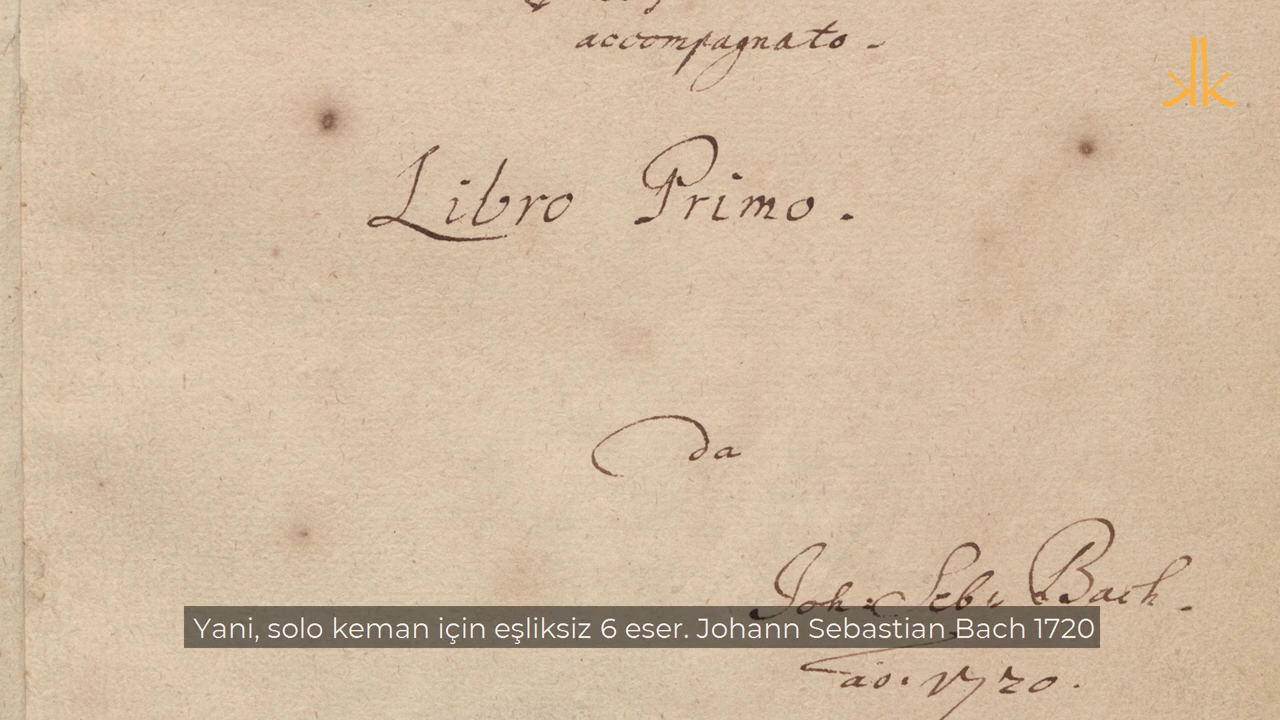 accompagnato.
Libro Primo.
da
Joh: Seb: Bach.
ao. 1720.
Yani, solo keman için eşliksiz 6 eser. Johann Sebastian Bach 1720